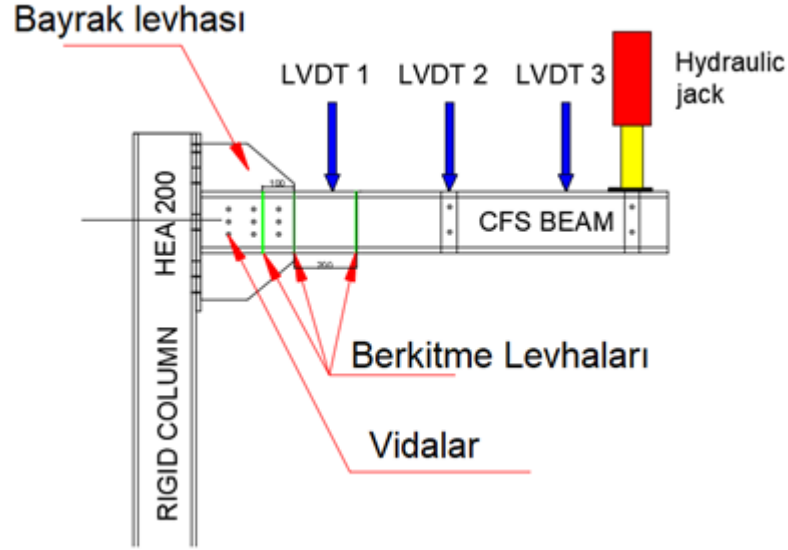 Bayrak levhası
LVDT 1
LVDT 2
LVDT 3
Hydraulic
jack
100
HEA 200
CFS BEAM
200
Berkitme Levhaları
RIGID COLUMN
Vidalar